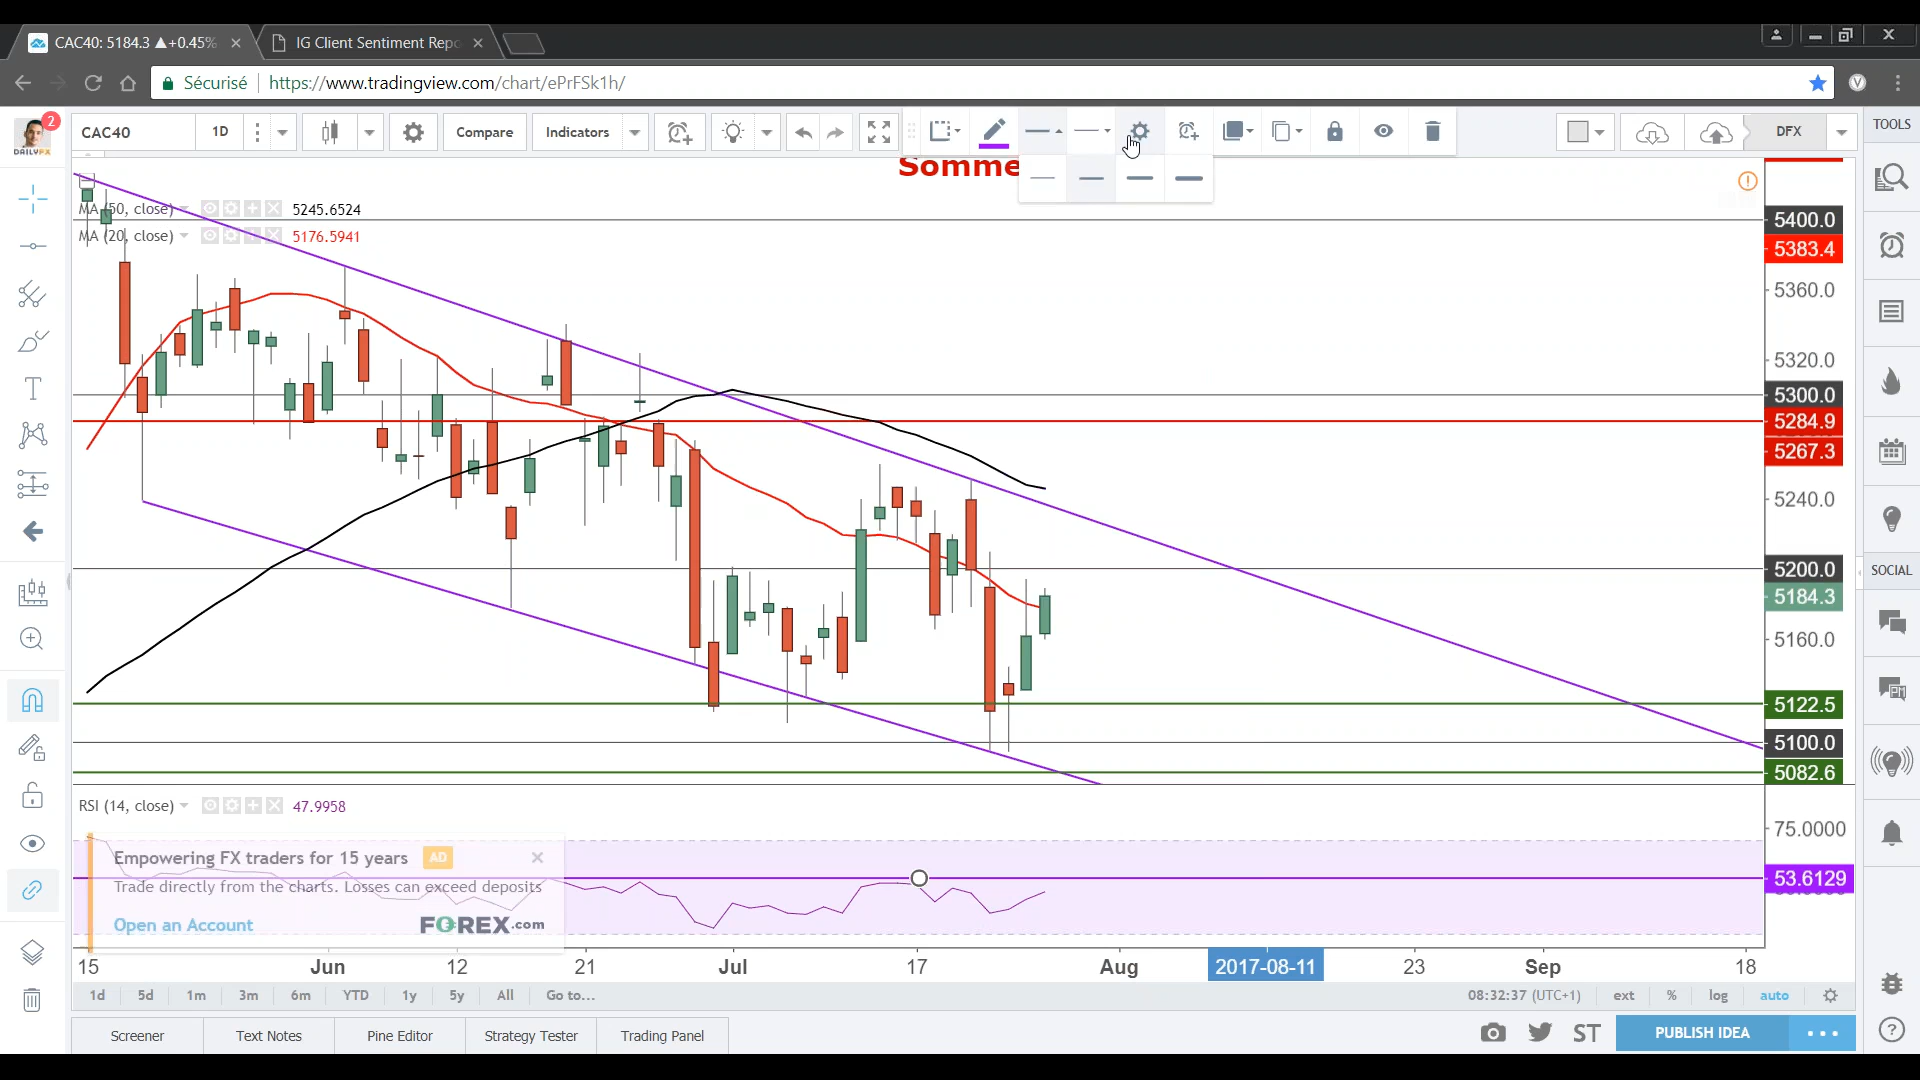 CAC40: 5184.3 ▲+0.45%
IG Client Sentiment Repo
Sécurisé
https://www.tradingview.com/chart/ePrFSk1h/
V
2
DAILYFX
CAC40
1D
Compare
Indicators
DFX
TOOLS
Somme
MA (50, close)
5245.6524
MA (20, close)
5176.5941
5400.0
5383.4
5360.0
5320.0
5300.0
5284.9
5267.3
5240.0
5200.0
5184.3
5160.0
5122.5
5100.0
5082.6
SOCIAL
RSI (14, close)
47.9958
75.0000
53.6129
Empowering FX traders for 15 years AD
Trade directly from the charts. Losses can exceed deposits
Open an Account
FOREX.com
15
Jun
12
21
Jul
17
Aug
2017-08-11
23
Sep
18
1d
5d
1m
3m
6m
YTD
1y
5y
All
Go to...
08:32:37 (UTC+1)
ext
%
log
auto
Screener
Text Notes
Pine Editor
Strategy Tester
Trading Panel
ST
PUBLISH IDEA